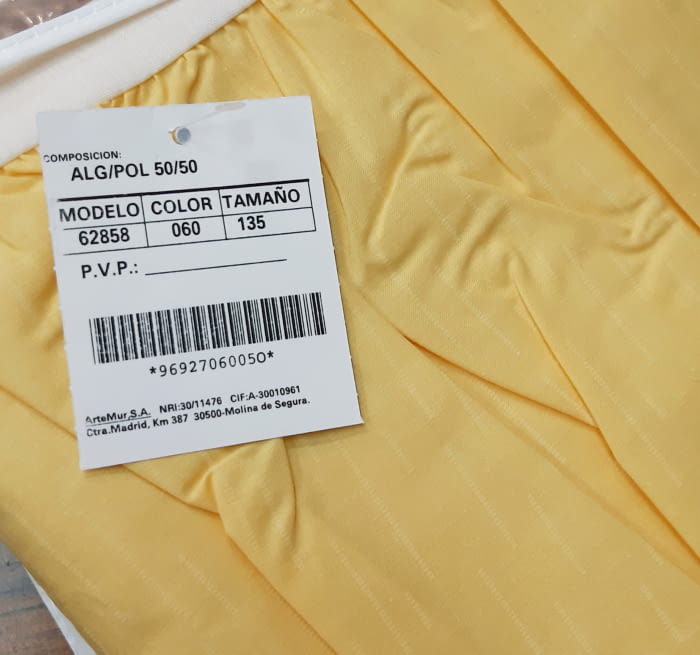 COMPOSICION:
ALG/POL 50/50
MODELO COLOR TAMAÑO
62858 060 135
P.V.P.:
*9692706005O*
ArteMur,S.A. NRI:30/11476 CIF:A-30010961
Ctra.Madrid, Km 387 30500-Molina de Segura.